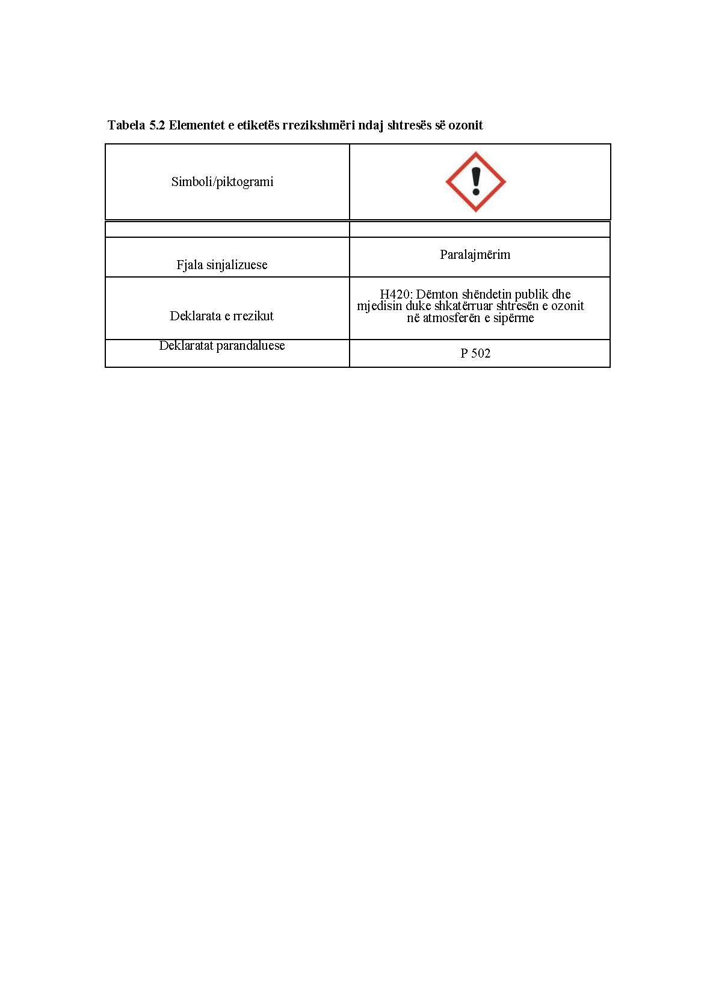 Tabela 5.2 Elementet e etiketës rrezikshmëri ndaj shtresës së ozonit
Simboli/piktogrami
Fjala sinjalizuese
Paralajmërim
Deklarata e rrezikut
H420: Dëmton shëndetin publik dhe
mjedisin duke shkatërruar shtresën e ozonit
në atmosferën e sipërme
Deklaratat parandaluese
P 502